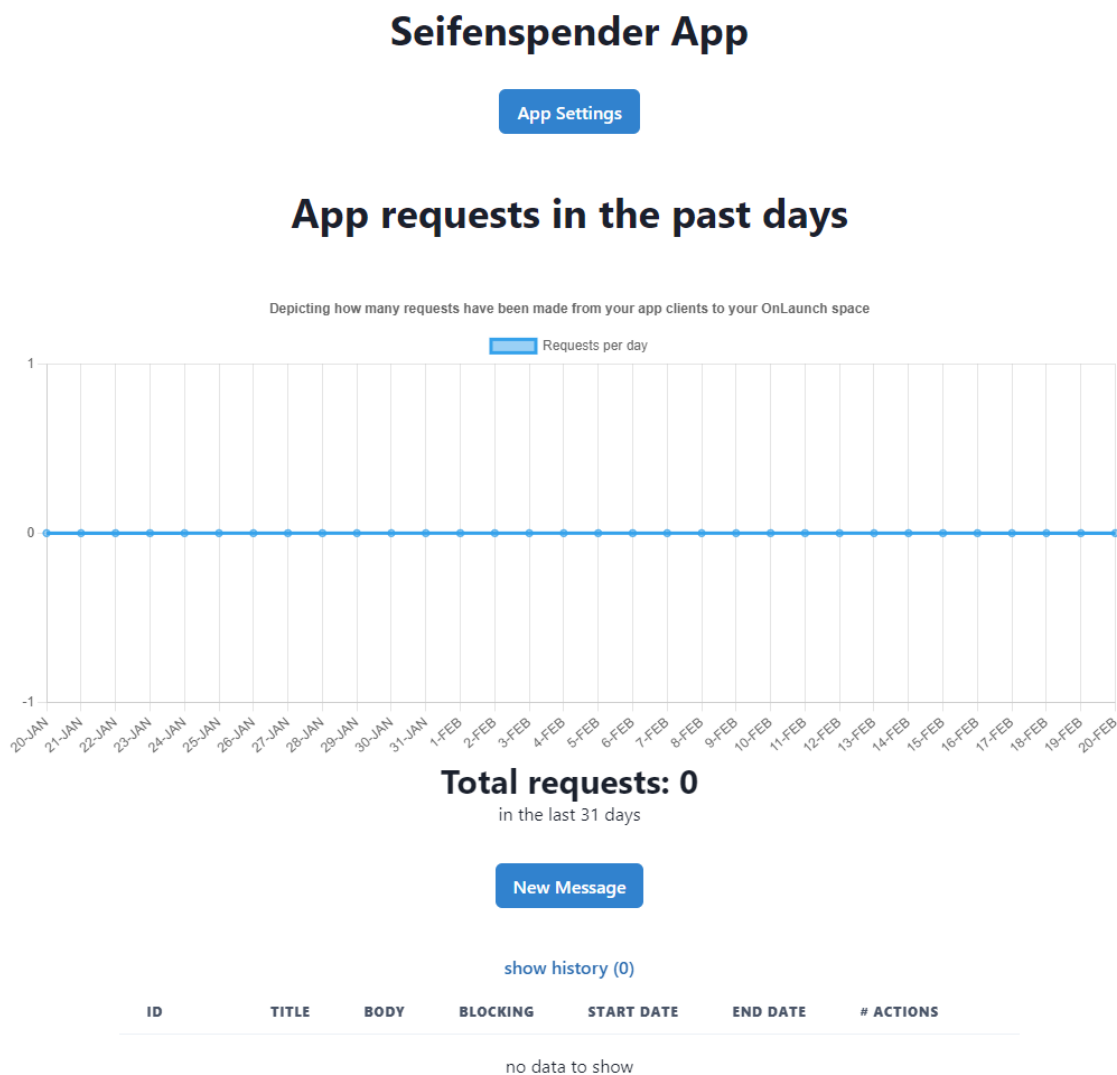 Seifenspender App
App Settings
App requests in the past days
Depicting how many requests have been made from your app clients to your OnLaunch space
Requests per day
1
0
-1
20-JAN 21-JAN 22-JAN 23-JAN 24-JAN 25-JAN 26-JAN 27-JAN 28-JAN 29-JAN 30-JAN 31-JAN 1-FEB 2-FEB 3-FEB 4-FEB 5-FEB 6-FEB 7-FEB 8-FEB 9-FEB 10-FEB 11-FEB 12-FEB 13-FEB 14-FEB 15-FEB 16-FEB 17-FEB 18-FEB 19-FEB 20-FEB
Total requests: 0
in the last 31 days
New Message
show history (0)
ID TITLE BODY BLOCKING START DATE END DATE # ACTIONS
no data to show